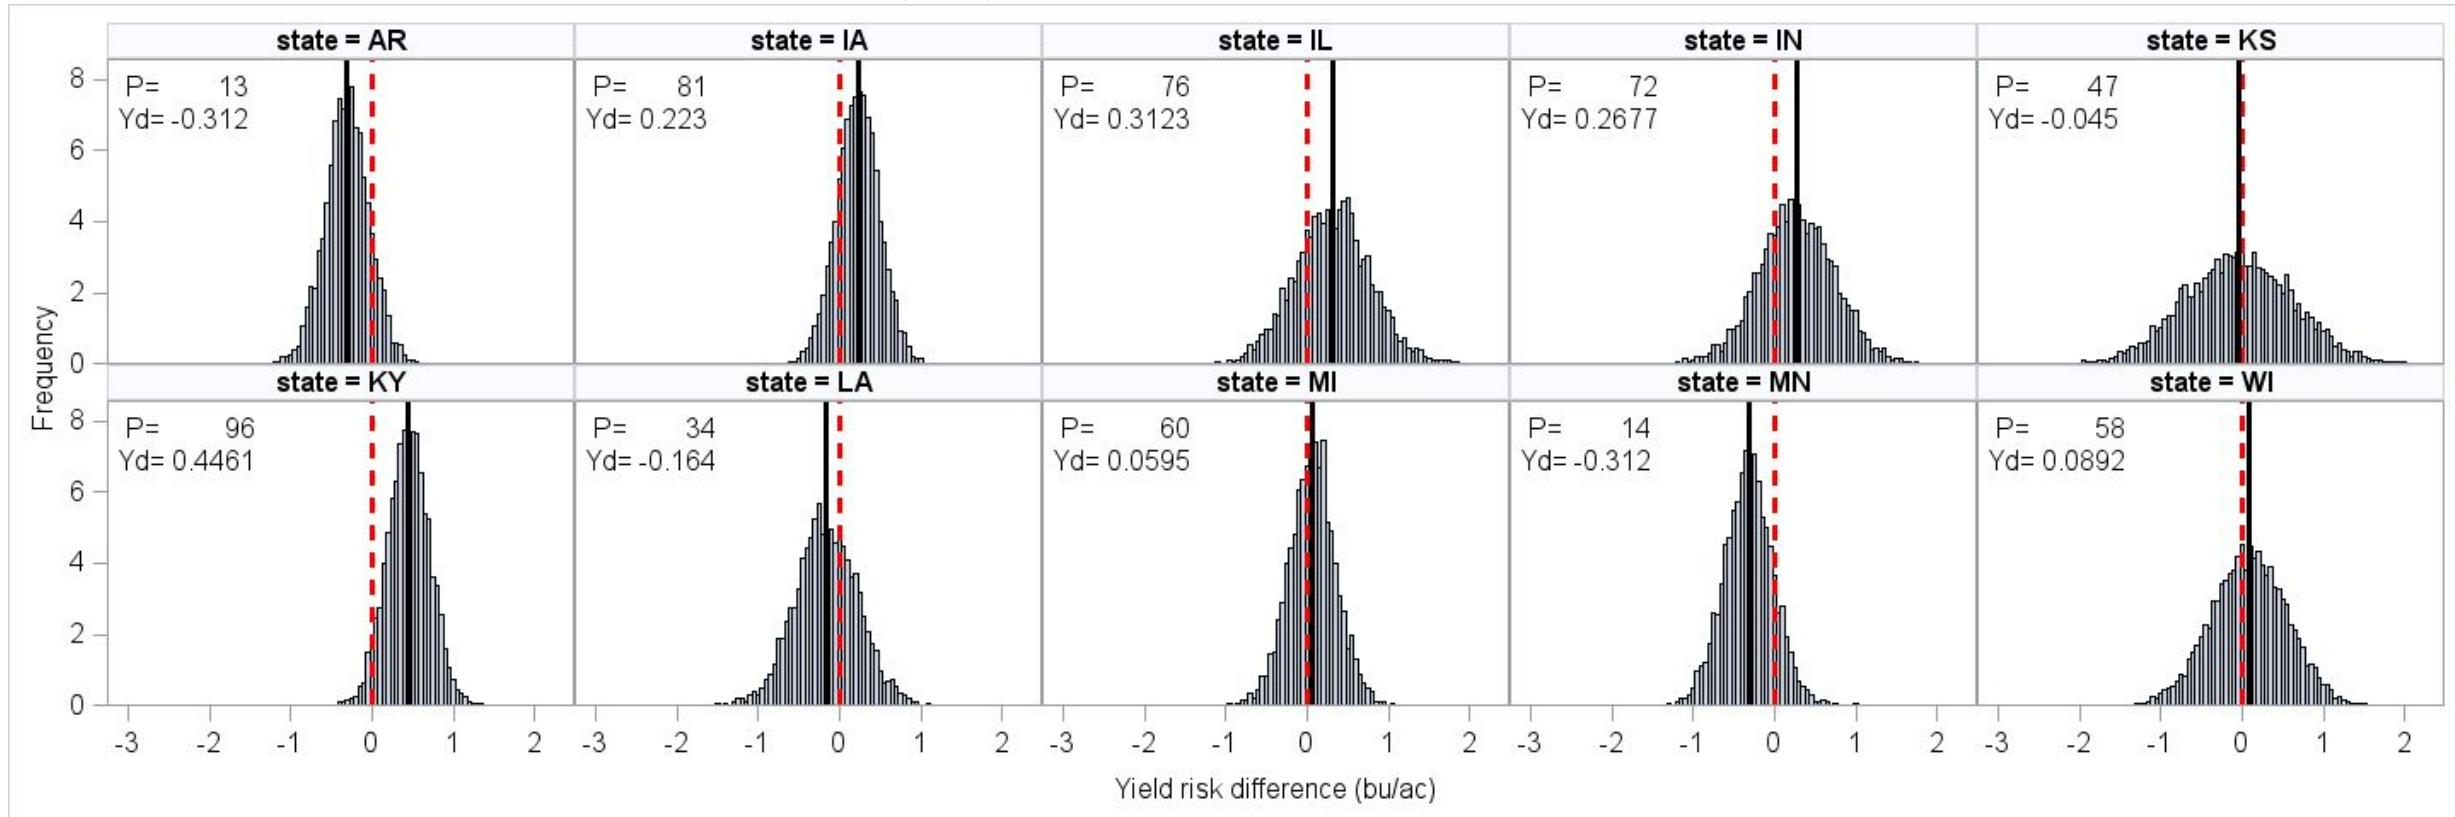 state = AR
state = IA
state = IL
state = IN
state = KS
P= 13
Yd= -0.312
P= 81
Yd= 0.223
P= 76
Yd= 0.3123
P= 72
Yd= 0.2677
P= 47
Yd= -0.045
8
6
4
2
0
state = KY
state = LA
state = MI
state = MN
state = WI
P= 96
Yd= 0.4461
P= 34
Yd= -0.164
P= 60
Yd= 0.0595
P= 14
Yd= -0.312
P= 58
Yd= 0.0892
8
6
4
2
0
Frequency
-3 -2 -1 0 1 2
-3 -2 -1 0 1 2
-3 -2 -1 0 1 2
-3 -2 -1 0 1 2
-3 -2 -1 0 1 2
Yield risk difference (bu/ac)